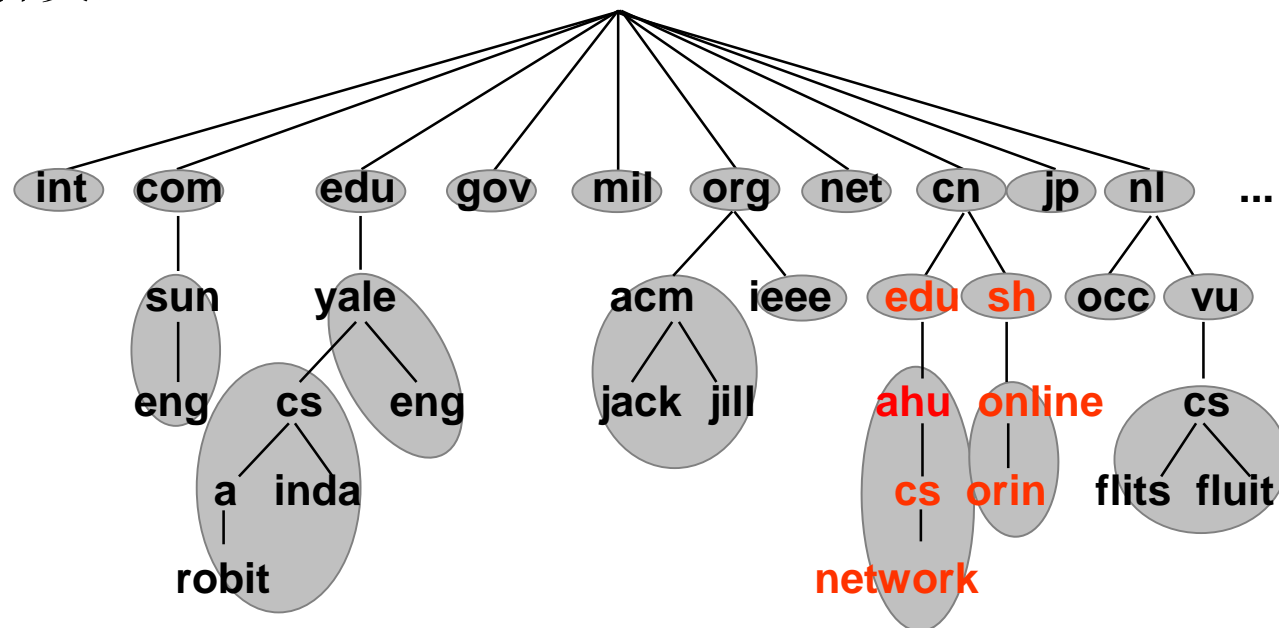 int com edu gov mil org net cn jp nl ...
sun yale acm ieee edu sh occ vu
eng cs eng jack jill ahu online cs
a inda cs orin flits fluit
robit network